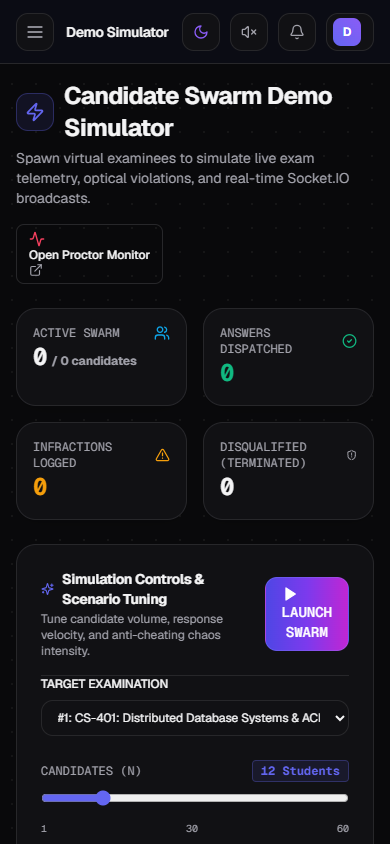 Demo Simulator
D
Candidate Swarm Demo
Simulator
Spawn virtual examinees to simulate live exam
telemetry, optical violations, and real-time Socket.IO
broadcasts.
Open Proctor Monitor
ACTIVE SWARM
0 / 0 candidates
ANSWERS
DISPATCHED
0
INFRACTIONS
LOGGED
0
DISQUALIFIED
(TERMINATED)
0
Simulation Controls &
Scenario Tuning
Tune candidate volume, response
velocity, and anti-cheating chaos
intensity.
LAUNCH
SWARM
TARGET EXAMINATION
#1: CS-401: Distributed Database Systems & ACI
CANDIDATES (N)
12 Students
1 30 60